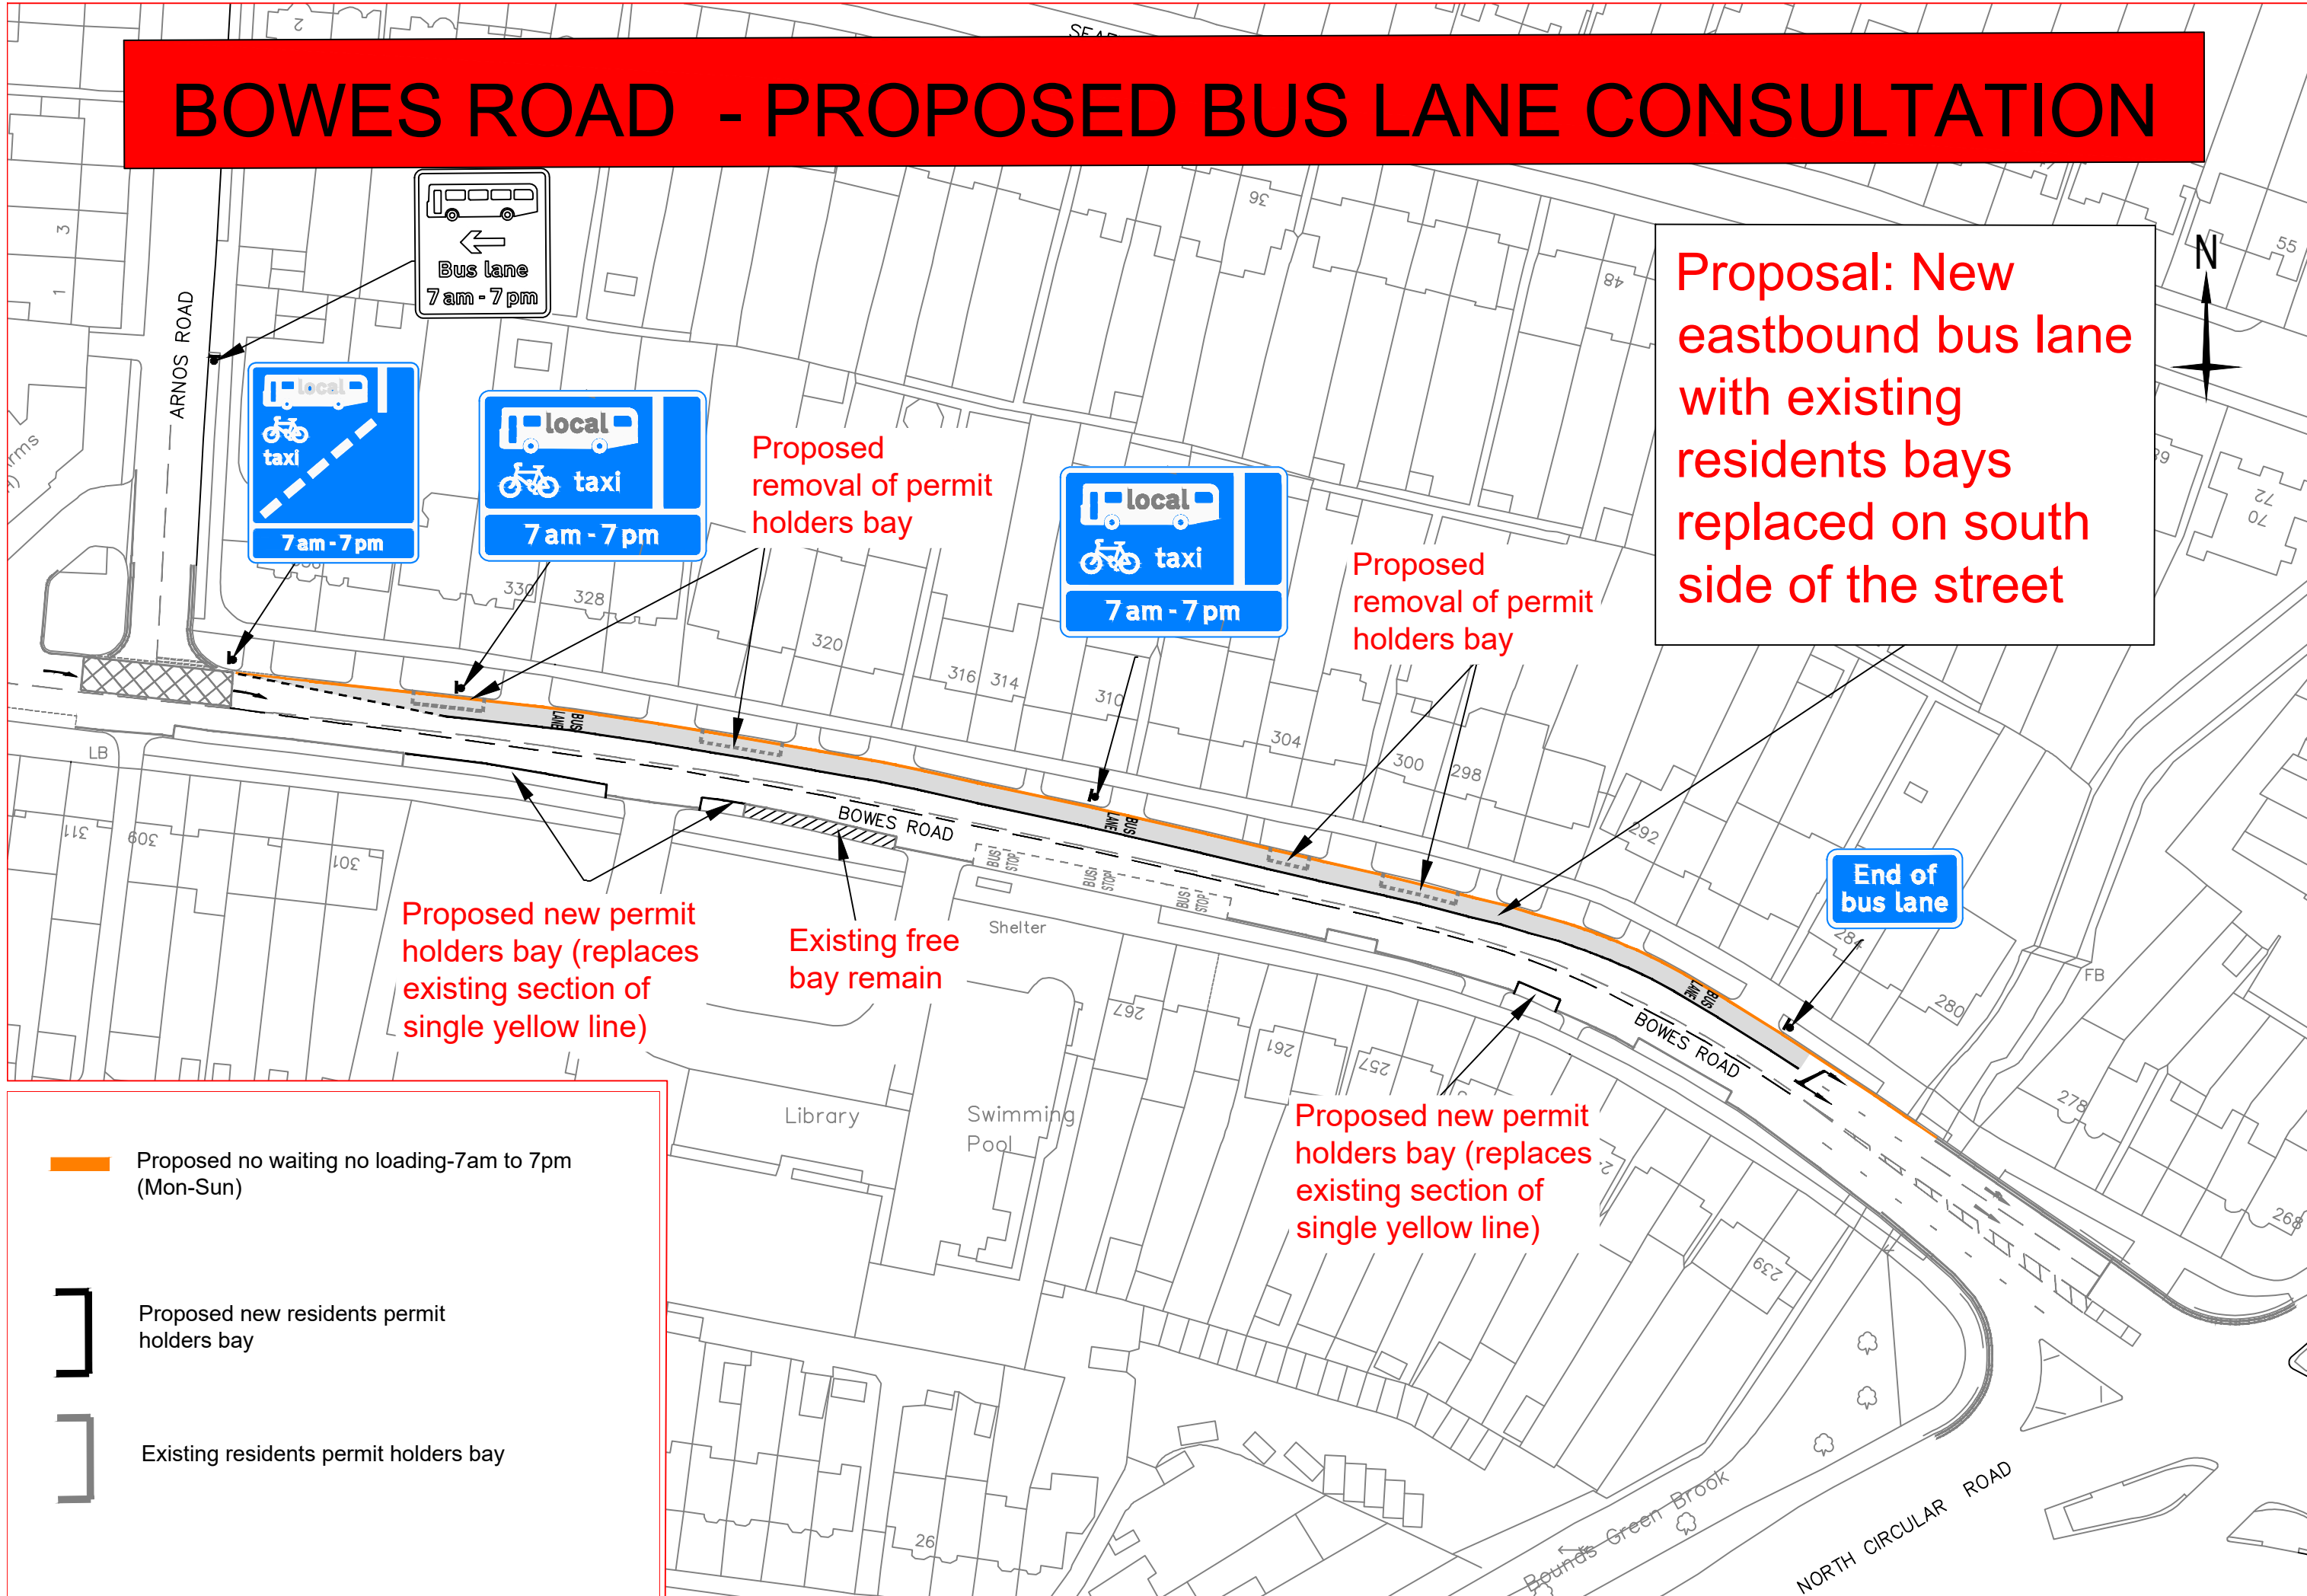 BOWES ROAD - PROPOSED BUS LANE CONSULTATION
2
3
1
36
48
55
72
70
N
Bus lane
7 am - 7 pm
ARNOS ROAD
local
taxi
7 am - 7 pm
local
taxi
7 am - 7 pm
Proposed
removal of permit
holders bay
local
taxi
7 am - 7 pm
Proposed
removal of permit
holders bay
Proposal: New
eastbound bus lane
with existing
residents bays
replaced on south
side of the street
330
328
320
316
314
310
304
300
298
292
284
280
278
268
End of
bus lane
FB
LB
311
309
301
BUS
LANE
BUS
LANE
BUS
LANE
BOWES ROAD
BOWES ROAD
BUS
STOP
BUS
STOP
BUS
STOP
Shelter
Proposed new permit
holders bay (replaces
existing section of
single yellow line)
Existing free
bay remain
267
261
257
239
Library
Swimming
Pool
Proposed new permit
holders bay (replaces
existing section of
single yellow line)
26
Bounds Green Brook
NORTH CIRCULAR ROAD
Proposed no waiting no loading-7am to 7pm
(Mon-Sun)
Proposed new residents permit
holders bay
Existing residents permit holders bay